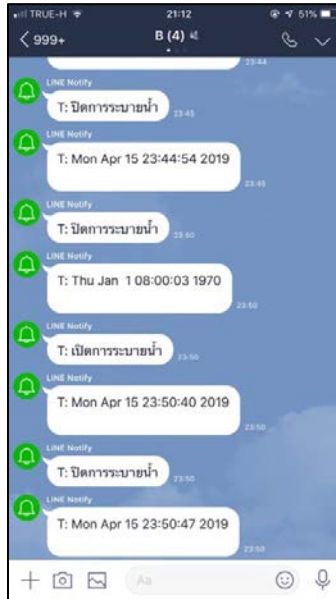 TRUE-H 21:12 51%
999+ B (4)
23:44
LINE Notify
T: ปิดการระบายน้ำ 23:45
LINE Notify
T: Mon Apr 15 23:44:54 2019
23:45
LINE Notify
T: ปิดการระบายน้ำ 23:50
LINE Notify
T: Thu Jan 1 08:00:03 1970
23:50
LINE Notify
T: เปิดการระบายน้ำ 23:50
LINE Notify
T: Mon Apr 15 23:50:40 2019
23:50
LINE Notify
T: ปิดการระบายน้ำ 23:50
LINE Notify
T: Mon Apr 15 23:50:47 2019
23:50
Aa